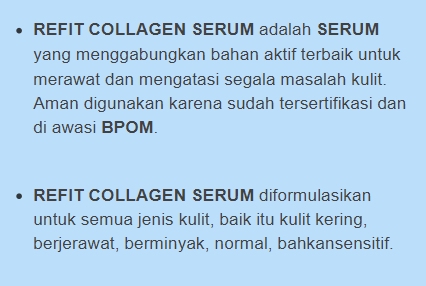 REFIT COLLAGEN SERUM adalah SERUM
yang menggabungkan bahan aktif terbaik untuk
merawat dan mengatasi segala masalah kulit.
Aman digunakan karena sudah tersertifikasi dan
di awasi BPOM.
REFIT COLLAGEN SERUM diformulasikan
untuk semua jenis kulit, baik itu kulit kering,
berjerawat, berminyak, normal, bahkansensitif.